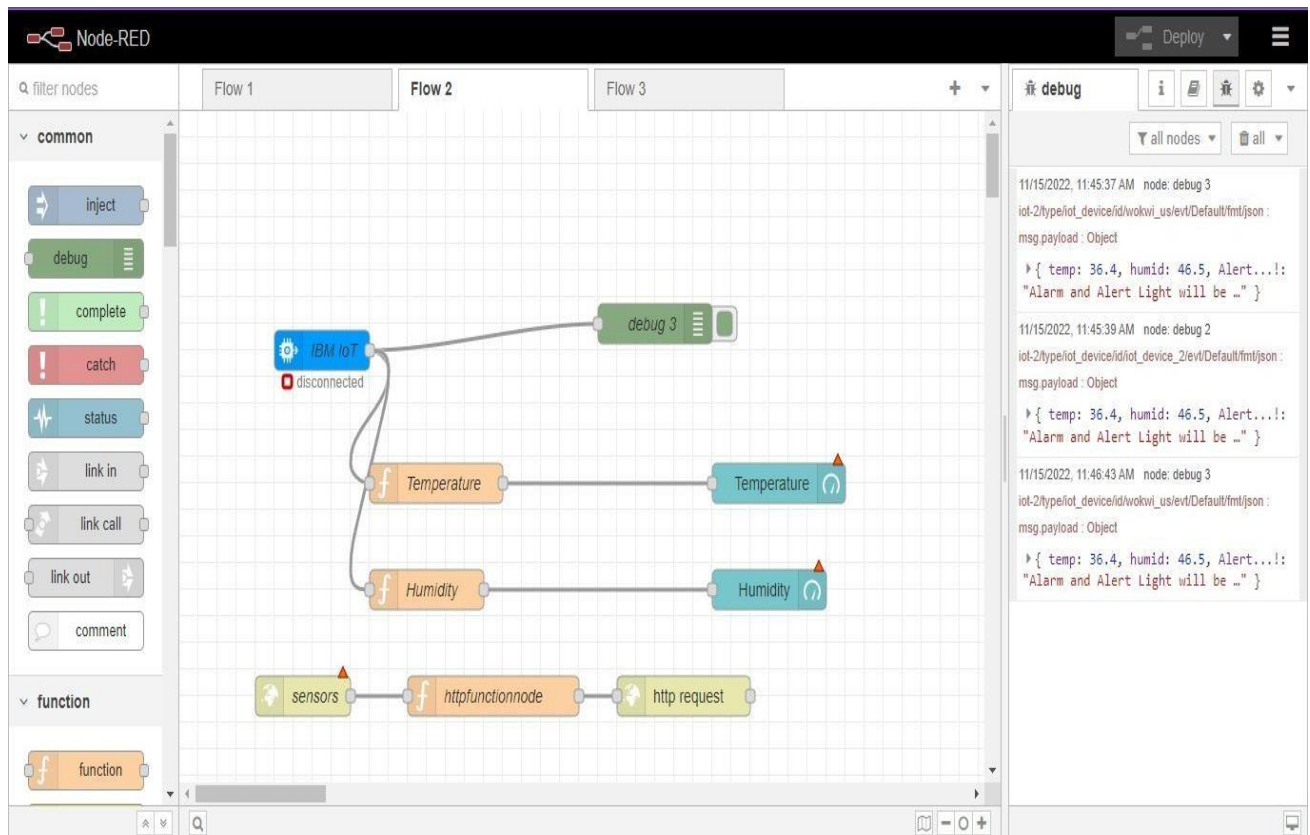 Node-RED
Deploy
filter nodes
Flow 1
Flow 2
Flow 3
debug
i
common
all nodes
all
inject
debug
complete
catch
status
link in
link call
link out
comment
function
function
IBM IoT
disconnected
debug 3
Temperature
Temperature
Humidity
Humidity
sensors
httpfunctionnode
http request
11/15/2022, 11:45:37 AM node: debug 3
iot-2/type/iot_device/id/wokwi_us/evt/Default/fmt/json :
msg.payload : Object
{ temp: 36.4, humid: 46.5, Alert...!:
"Alarm and Alert Light will be …" }
11/15/2022, 11:45:39 AM node: debug 2
iot-2/type/iot_device/id/iot_device_2/evt/Default/fmt/json :
msg.payload : Object
{ temp: 36.4, humid: 46.5, Alert...!:
"Alarm and Alert Light will be …" }
11/15/2022, 11:46:43 AM node: debug 3
iot-2/type/iot_device/id/wokwi_us/evt/Default/fmt/json :
msg.payload : Object
{ temp: 36.4, humid: 46.5, Alert...!:
"Alarm and Alert Light will be …" }